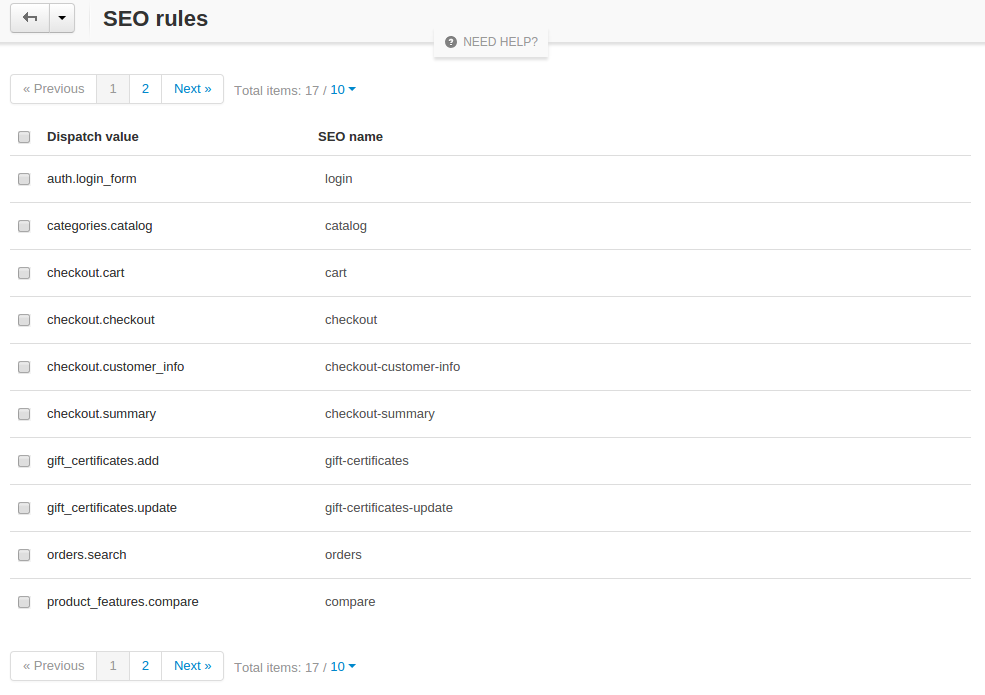 SEO rules
NEED HELP?
« Previous 1 2 Next » Total items: 17 / 10
Dispatch value SEO name
auth.login_form login
categories.catalog catalog
checkout.cart cart
checkout.checkout checkout
checkout.customer_info checkout-customer-info
checkout.summary checkout-summary
gift_certificates.add gift-certificates
gift_certificates.update gift-certificates-update
orders.search orders
product_features.compare compare
« Previous 1 2 Next » Total items: 17 / 10